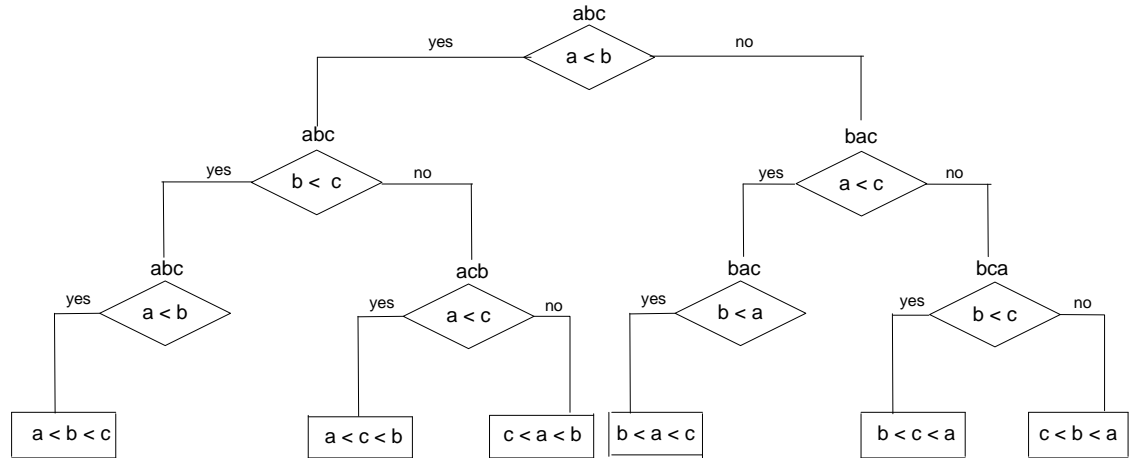 abc
yes
a < b
no
abc
bac
yes
b < c
no
yes
a < c
no
abc
acb
bac
bca
yes
a < b
yes
a < c
no
yes
b < a
yes
b < c
no
a < b < c
a < c < b
c < a < b
b < a < c
b < c < a
c < b < a